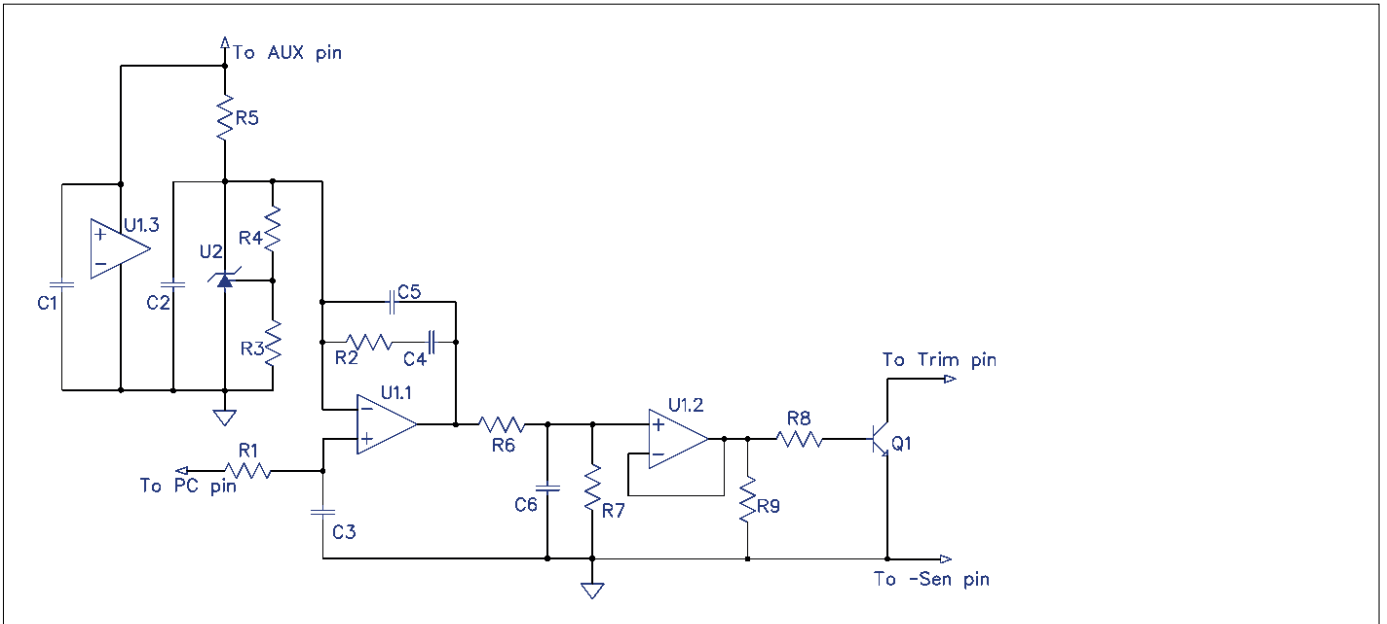 To AUX pin
R5
U1.3
R4
U2
C1
C2
C5
R3
R2
C4
To Trim pin
U1.1
U1.2
R8
R1
R6
Q1
To PC pin
C6
R7
R9
C3
To -Sen pin